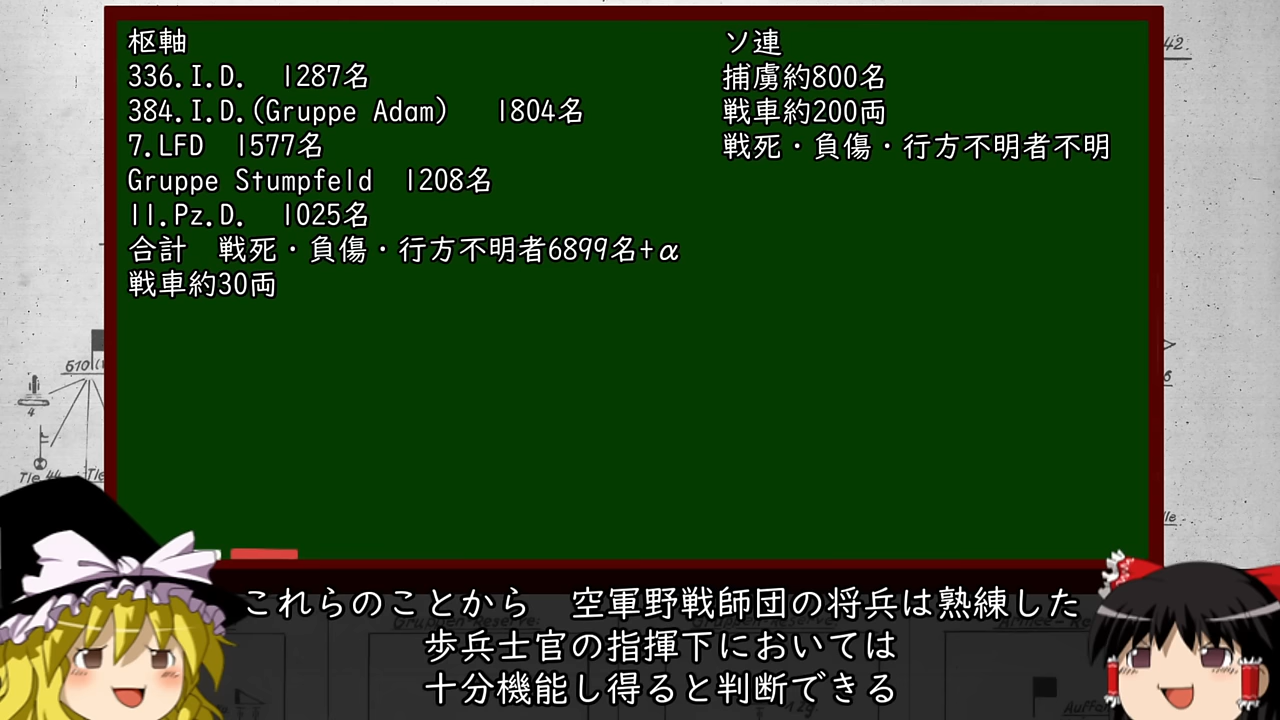 枢軸
336.I.D.　1287名
384.I.D.(Gruppe Adam)　1804名
7.LFD　1577名
Gruppe Stumpfeld　1208名
11.Pz.D.　1025名
合計　戦死・負傷・行方不明者6899名+α
戦車約30両
ソ連
捕虜約800名
戦車約200両
戦死・負傷・行方不明者不明
42.
610
4
Tle
Tle
6
これらのことから　空軍野戦師団の将兵は熟練した
歩兵士官の指揮下においては
十分機能し得ると判断できる